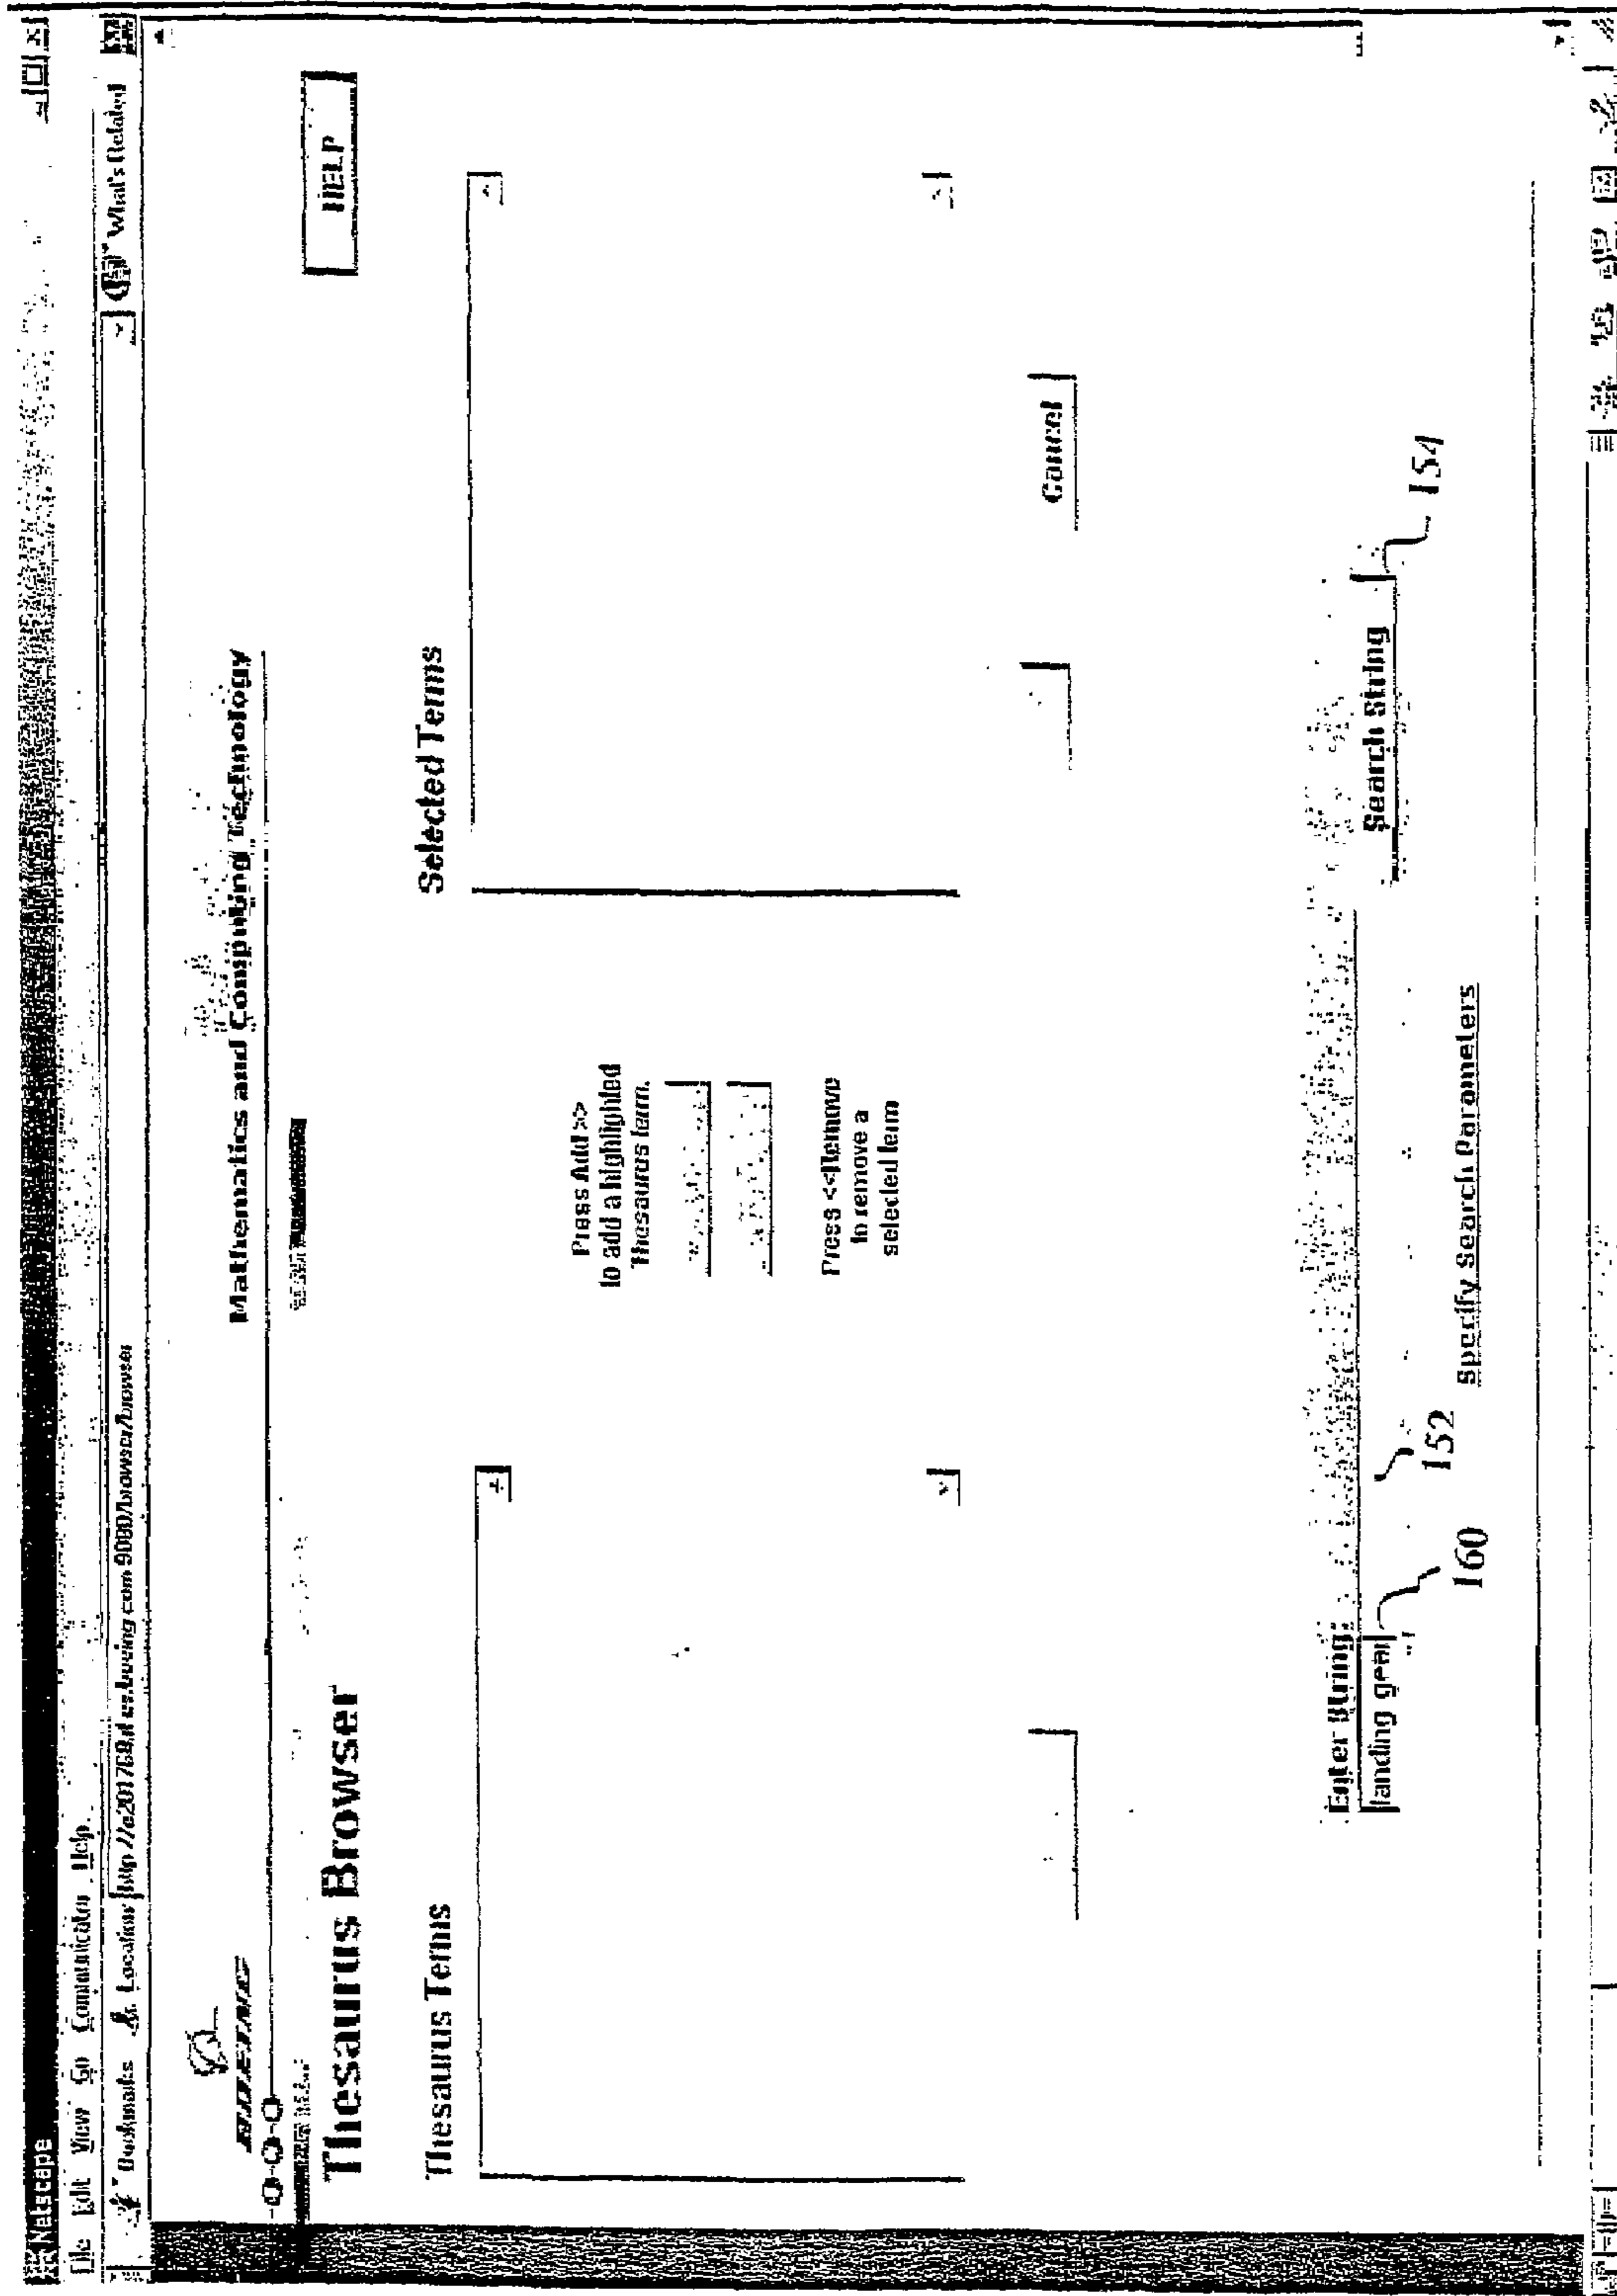 Netscape
File Edit View Go Communicator Help
Bookmarks Location
What's Related
BOEING
Mathematics and Computing Technology
Thesaurus Browser
HELP
Thesaurus Terms
Selected Terms
Press Add >>
to add a highlighted
Thesaurus term.
Press <<Remove
to remove a
selected term
Cancel
Enter String:
landing gear
Search String
154
160
152
Specify Search Parameters